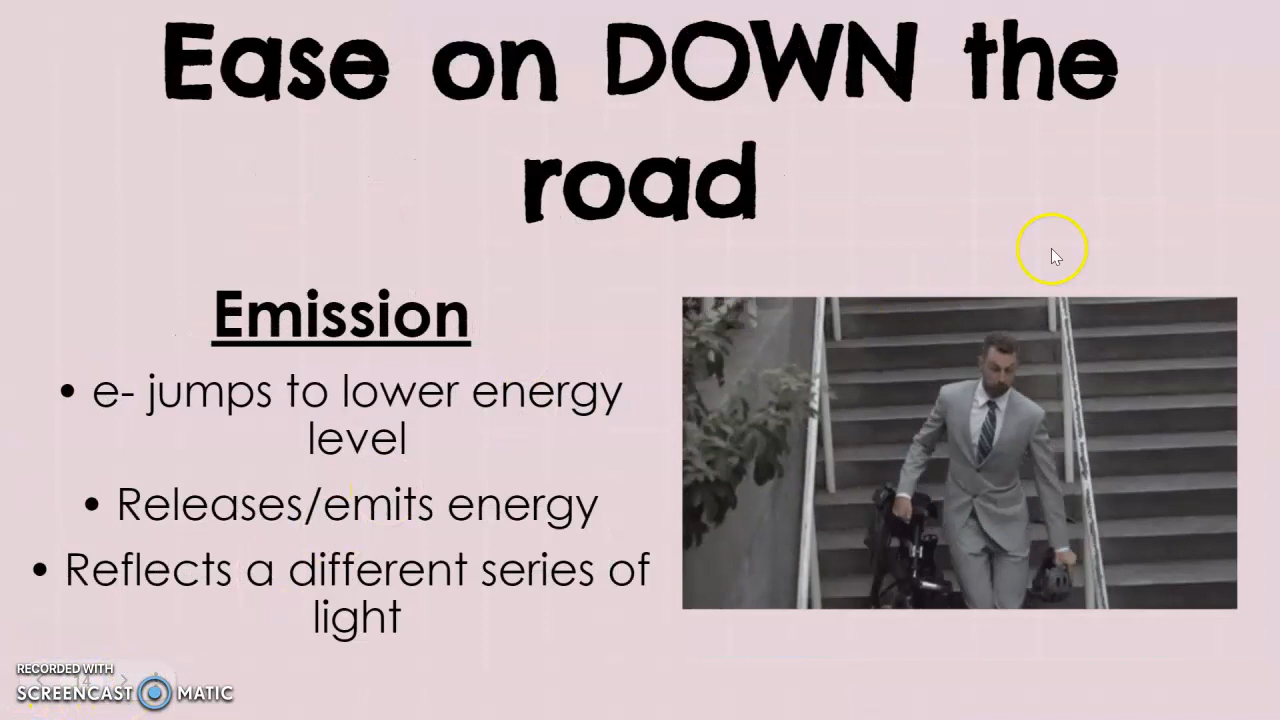 Ease on DOWN the
road
Emission
• e- jumps to lower energy
level
• Releases/emits energy
• Reflects a different series of
light
RECORDED WITH
SCREENCAST MATIC